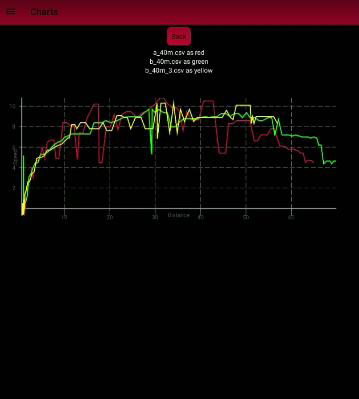 Charts
Back
a_40m.csv as red
b_40m.csv as green
b_40m_3.csv as yellow
10
8
6
4
2
10
20
30
40
50
60
Distance